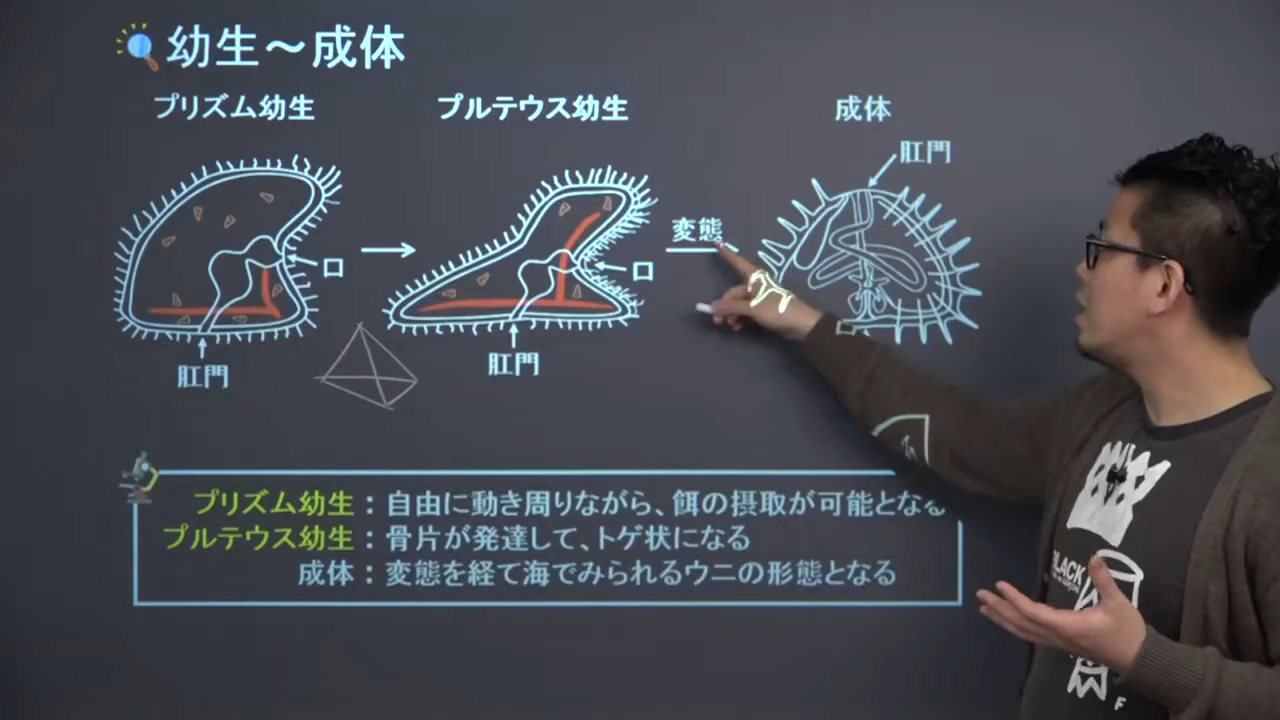 幼生～成体
プリズム幼生
プルテウス幼生
成体
肛門
変態
口
口
肛門
肛門
プリズム幼生：自由に動き周りながら、餌の摂取が可能となる
プルテウス幼生：骨片が発達して、トゲ状になる
成体：変態を経て海でみられるウニの形態となる
BLACK
F